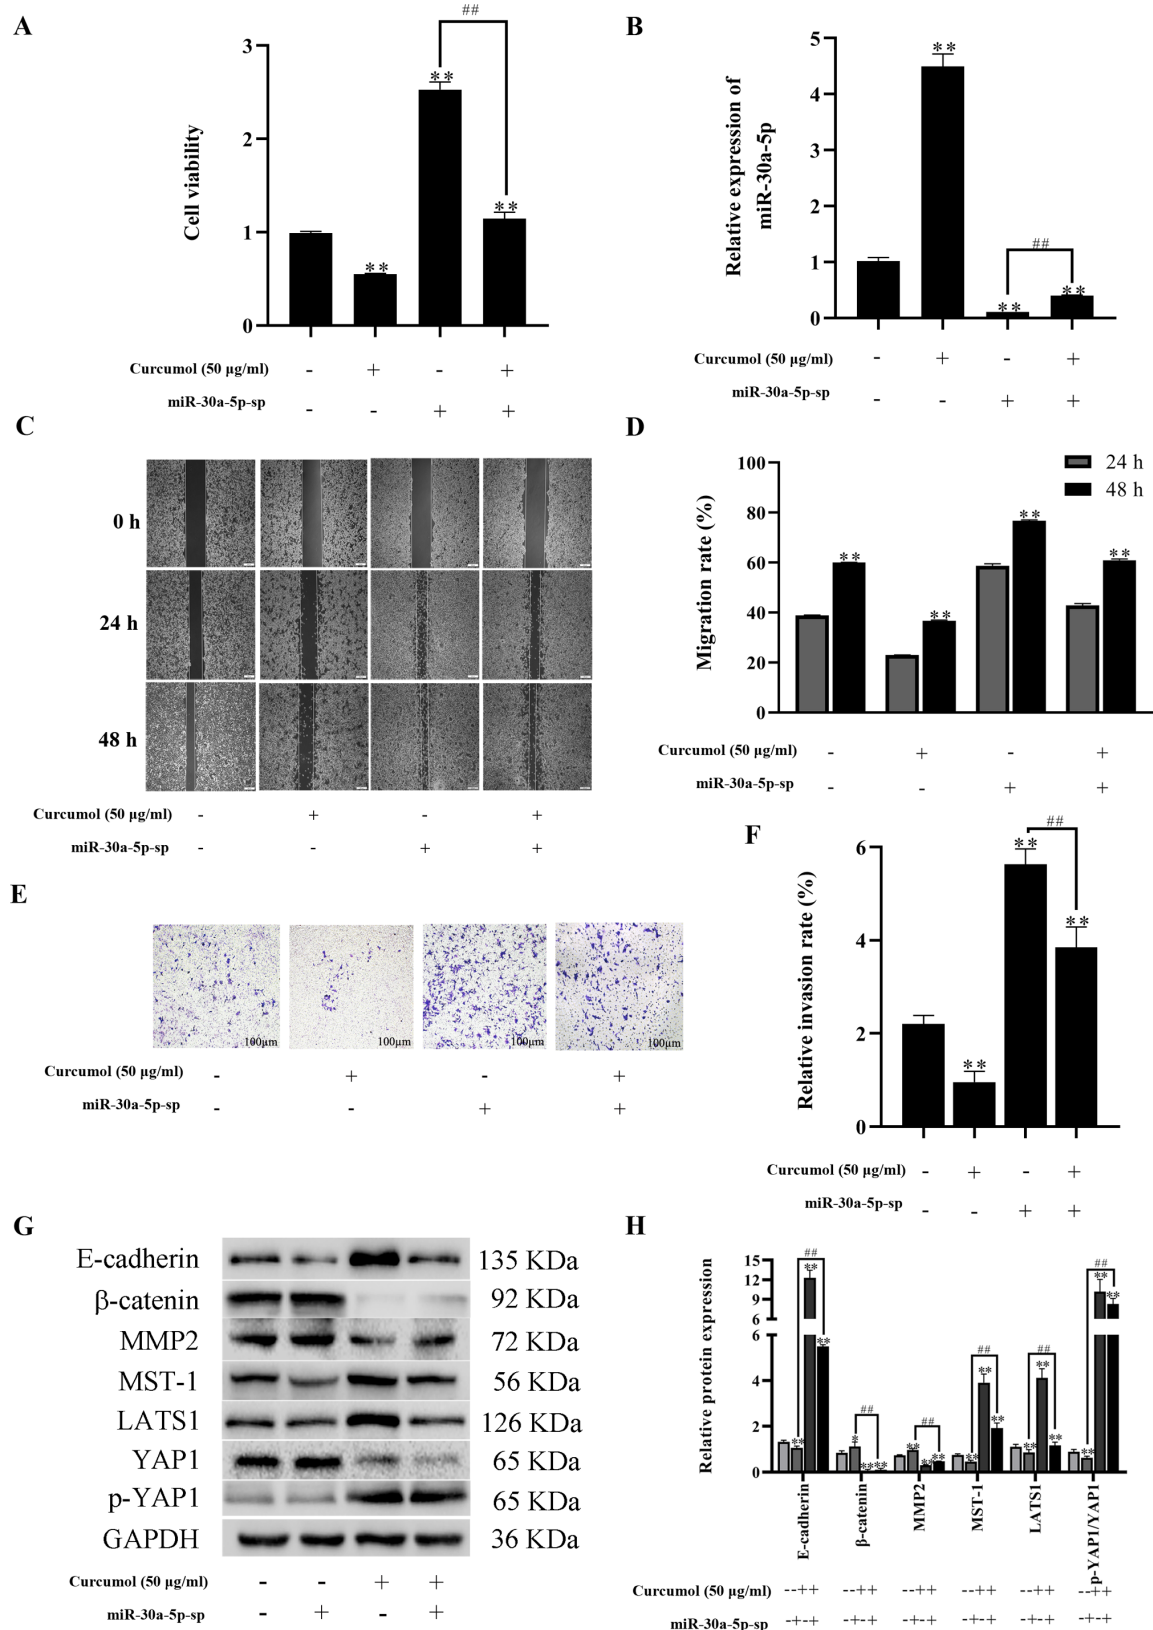 A
##
3
2
1
0
Cell viability
**
**
**
Curcumol (50 μg/ml) - + - +
miR-30a-5p-sp - - + +
B
5
4
3
2
1
0
Relative expression of
miR-30a-5p
**
##
**
**
Curcumol (50 μg/ml) - + - +
miR-30a-5p-sp - - + +
C
0 h
24 h
48 h
Curcumol (50 μg/ml) - + - +
miR-30a-5p-sp - - + +
D
100
80
60
40
20
0
Migration rate (%)
24 h
48 h
**
**
**
**
Curcumol (50 μg/ml) - + - +
miR-30a-5p-sp - - + +
E
100μm
100μm
100μm
100μm
Curcumol (50 μg/ml) - + - +
miR-30a-5p-sp - - + +
F
6
4
2
0
Relative invasion rate (%)
##
**
**
**
Curcumol (50 μg/ml) - + - +
miR-30a-5p-sp - - + +
G
E-cadherin 135 KDa
β-catenin 92 KDa
MMP2 72 KDa
MST-1 56 KDa
LATS1 126 KDa
YAP1 65 KDa
p-YAP1 65 KDa
GAPDH 36 KDa
Curcumol (50 μg/ml) - - + +
miR-30a-5p-sp - + - +
H
15
12
9
6
6
4
2
0
Relative protein expression
##
**
**
**
##
*
**
**
##
**
**
**
##
**
**
**
##
**
**
**
##
**
**
**
E-cadherin
β-catenin
MMP2
MST-1
LATS1
p-YAP1/YAP1
Curcumol (50 μg/ml) --++ --++ --++ --++ --++ --++
miR-30a-5p-sp -+-+ -+-+ -+-+ -+-+ -+-+ -+-+